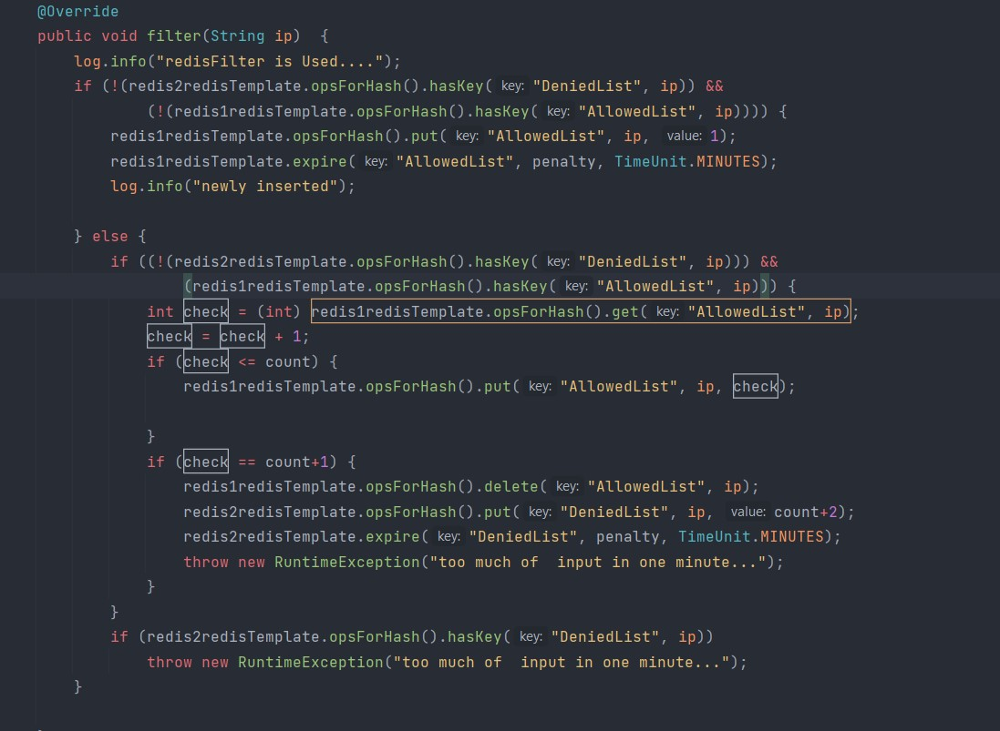 @Override
public void filter(String ip)  {
    log.info("redisFilter is Used....");
    if (!(redis2redisTemplate.opsForHash().hasKey( key: "DeniedList", ip)) &&
            (!(redis1redisTemplate.opsForHash().hasKey( key: "AllowedList", ip)))) {
        redis1redisTemplate.opsForHash().put( key: "AllowedList", ip,  value: 1);
        redis1redisTemplate.expire( key: "AllowedList", penalty, TimeUnit.MINUTES);
        log.info("newly inserted");
    } else {
        if ((!(redis2redisTemplate.opsForHash().hasKey( key: "DeniedList", ip))) &&
                (redis1redisTemplate.opsForHash().hasKey( key: "AllowedList", ip))) {
            int check = (int) redis1redisTemplate.opsForHash().get( key: "AllowedList", ip);
            check = check + 1;
            if (check <= count) {
                redis1redisTemplate.opsForHash().put( key: "AllowedList", ip, check);
            }
            if (check == count+1) {
                redis1redisTemplate.opsForHash().delete( key: "AllowedList", ip);
                redis2redisTemplate.opsForHash().put( key: "DeniedList", ip,  value: count+2);
                redis2redisTemplate.expire( key: "DeniedList", penalty, TimeUnit.MINUTES);
                throw new RuntimeException("too much of  input in one minute...");
            }
        }
        if (redis2redisTemplate.opsForHash().hasKey( key: "DeniedList", ip))
            throw new RuntimeException("too much of  input in one minute...");
    }